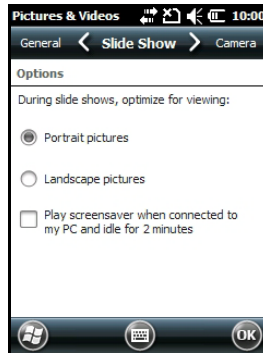 Pictures & Videos 10:00
General Slide Show Camera
Options
During slide shows, optimize for viewing:
Portrait pictures
Landscape pictures
Play screensaver when connected to
my PC and idle for 2 minutes
OK